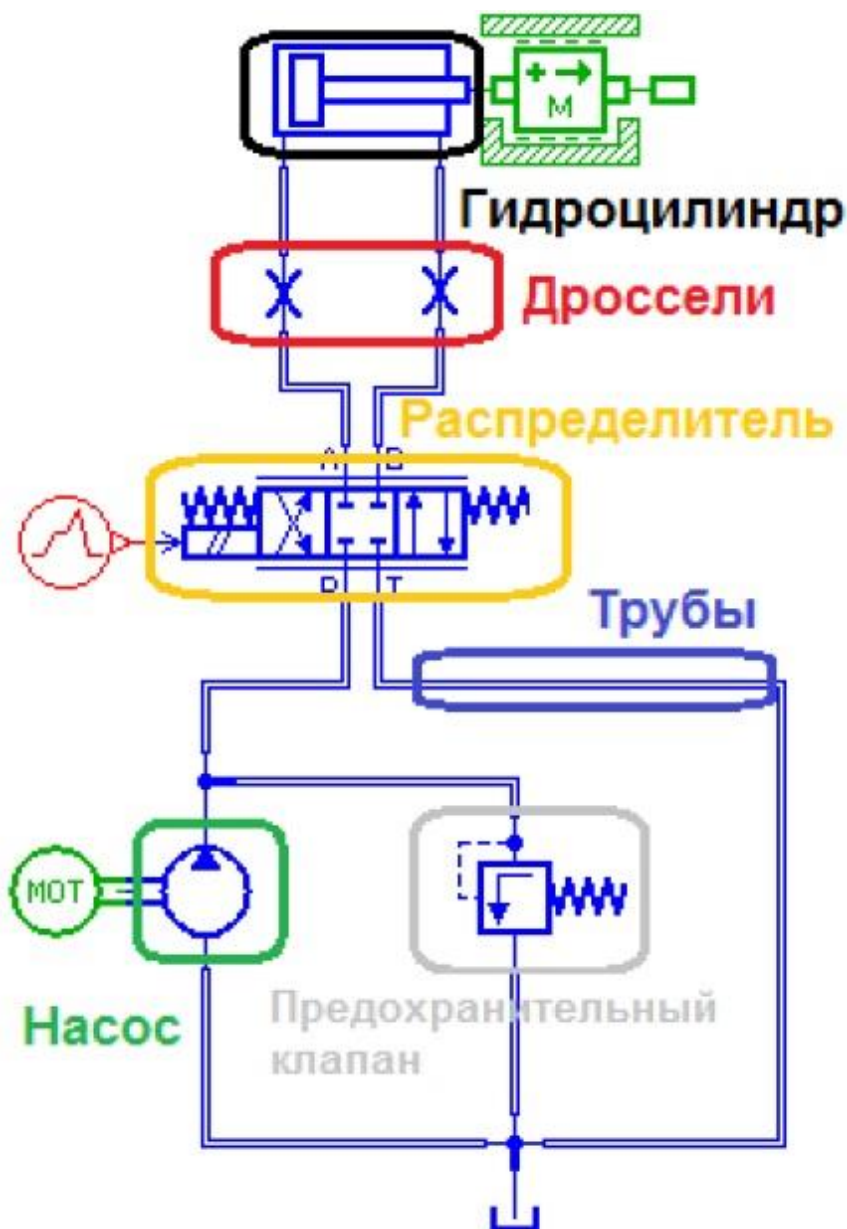 M
Гидроцилиндр
Дроссели
Распределитель
A B
P T
Трубы
MOT
Насос
Предохранительный
клапан